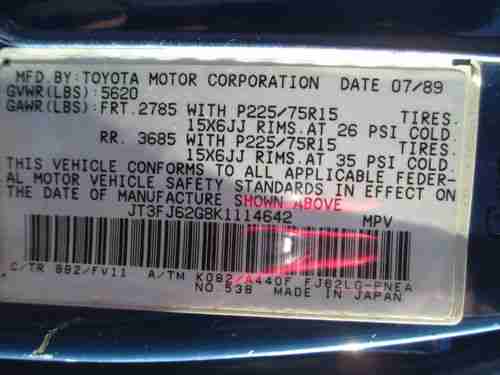 MFD.BY:TOYOTA MOTOR CORPORATION DATE 07/89
GVWR(LBS):5620
GAWR(LBS):FRT.2785 WITH P225/75R15 TIRES.
15X6JJ RIMS.AT 26 PSI COLD.
RR. 3685 WITH P225/75R15 TIRES.
15X6JJ RIMS.AT 35 PSI COLD.
THIS VEHICLE CONFORMS TO ALL APPLICABLE FEDER-
AL MOTOR VEHICLE SAFETY STANDARDS IN EFFECT ON
THE DATE OF MANUFACTURE SHOWN ABOVE
JT3FJ62G8K1114642 MPV
C/TR 892/FV11 A/TM K092/A440F FJ62LG-PNEA
NO.538 MADE IN JAPAN